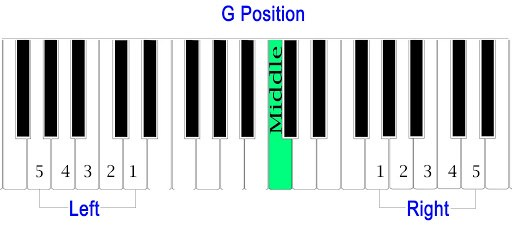 G Position
Middle
5 4 3 2 1
1 2 3 4 5
Left
Right